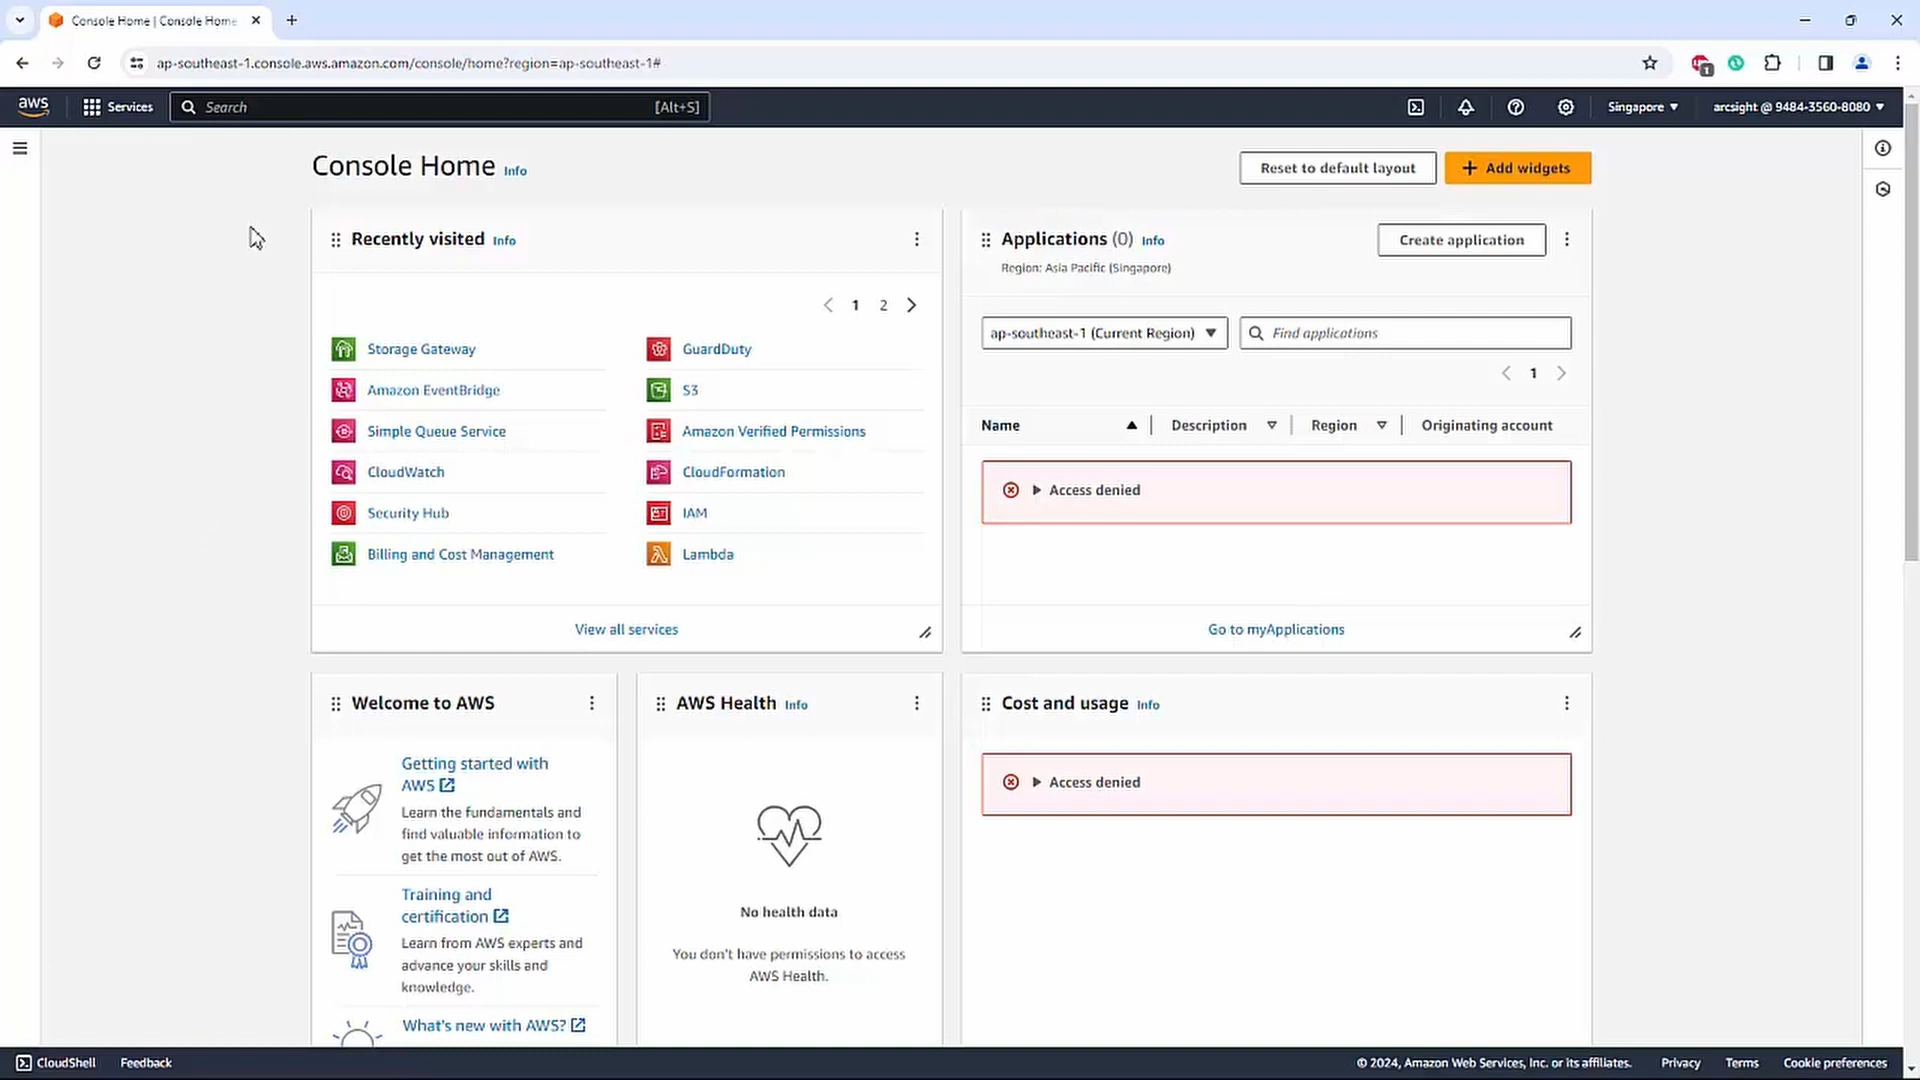 Console Home | Console Home
ap-southeast-1.console.aws.amazon.com/console/home?region=ap-southeast-1#
1
aws
Services
Search
[Alt+S]
Singapore
arcsight @ 9484-3560-8080
Console Home Info
Reset to default layout
Add widgets
Recently visited Info
1 2
Storage Gateway
GuardDuty
Amazon EventBridge
S3
Simple Queue Service
Amazon Verified Permissions
CloudWatch
CloudFormation
Security Hub
IAM
Billing and Cost Management
Lambda
View all services
Applications (0) Info
Region: Asia Pacific (Singapore)
Create application
ap-southeast-1 (Current Region)
Find applications
1
Name
Description
Region
Originating account
Access denied
Go to myApplications
Welcome to AWS
Getting started with
AWS
Learn the fundamentals and
find valuable information to
get the most out of AWS.
Training and
certification
Learn from AWS experts and
advance your skills and
knowledge.
What's new with AWS?
AWS Health Info
No health data
You don't have permissions to access
AWS Health.
Cost and usage Info
Access denied
CloudShell
Feedback
© 2024, Amazon Web Services, Inc. or its affiliates.
Privacy
Terms
Cookie preferences